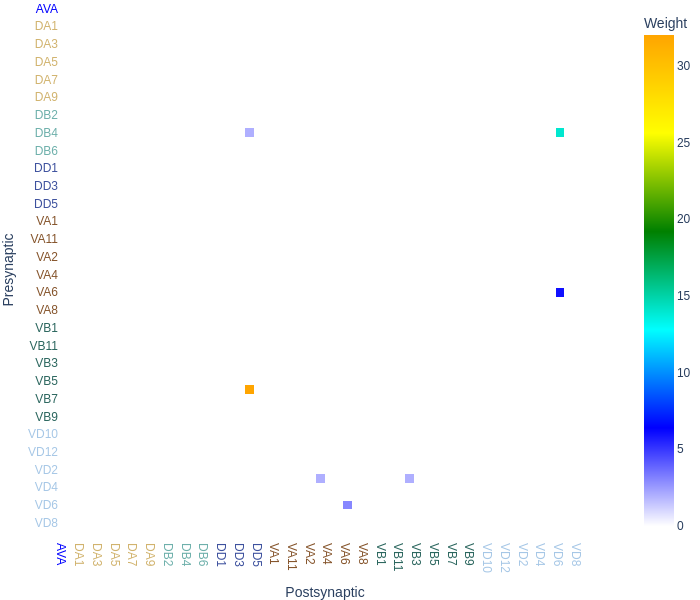 Weight
AVA
DA1
DA3
DA5
DA7
DA9
DB2
DB4
DB6
DD1
DD3
DD5
VA1
VA11
VA2
VA4
VA6
VA8
VB1
VB11
VB3
VB5
VB7
VB9
VD10
VD12
VD2
VD4
VD6
VD8
Presynaptic
AVA DA1 DA3 DA5 DA7 DA9 DB2 DB4 DB6 DD1 DD3 DD5 VA1 VA11 VA2 VA4 VA6 VA8 VB1 VB11 VB3 VB5 VB7 VB9 VD10 VD12 VD2 VD4 VD6 VD8
Postsynaptic
30
25
20
15
10
5
0